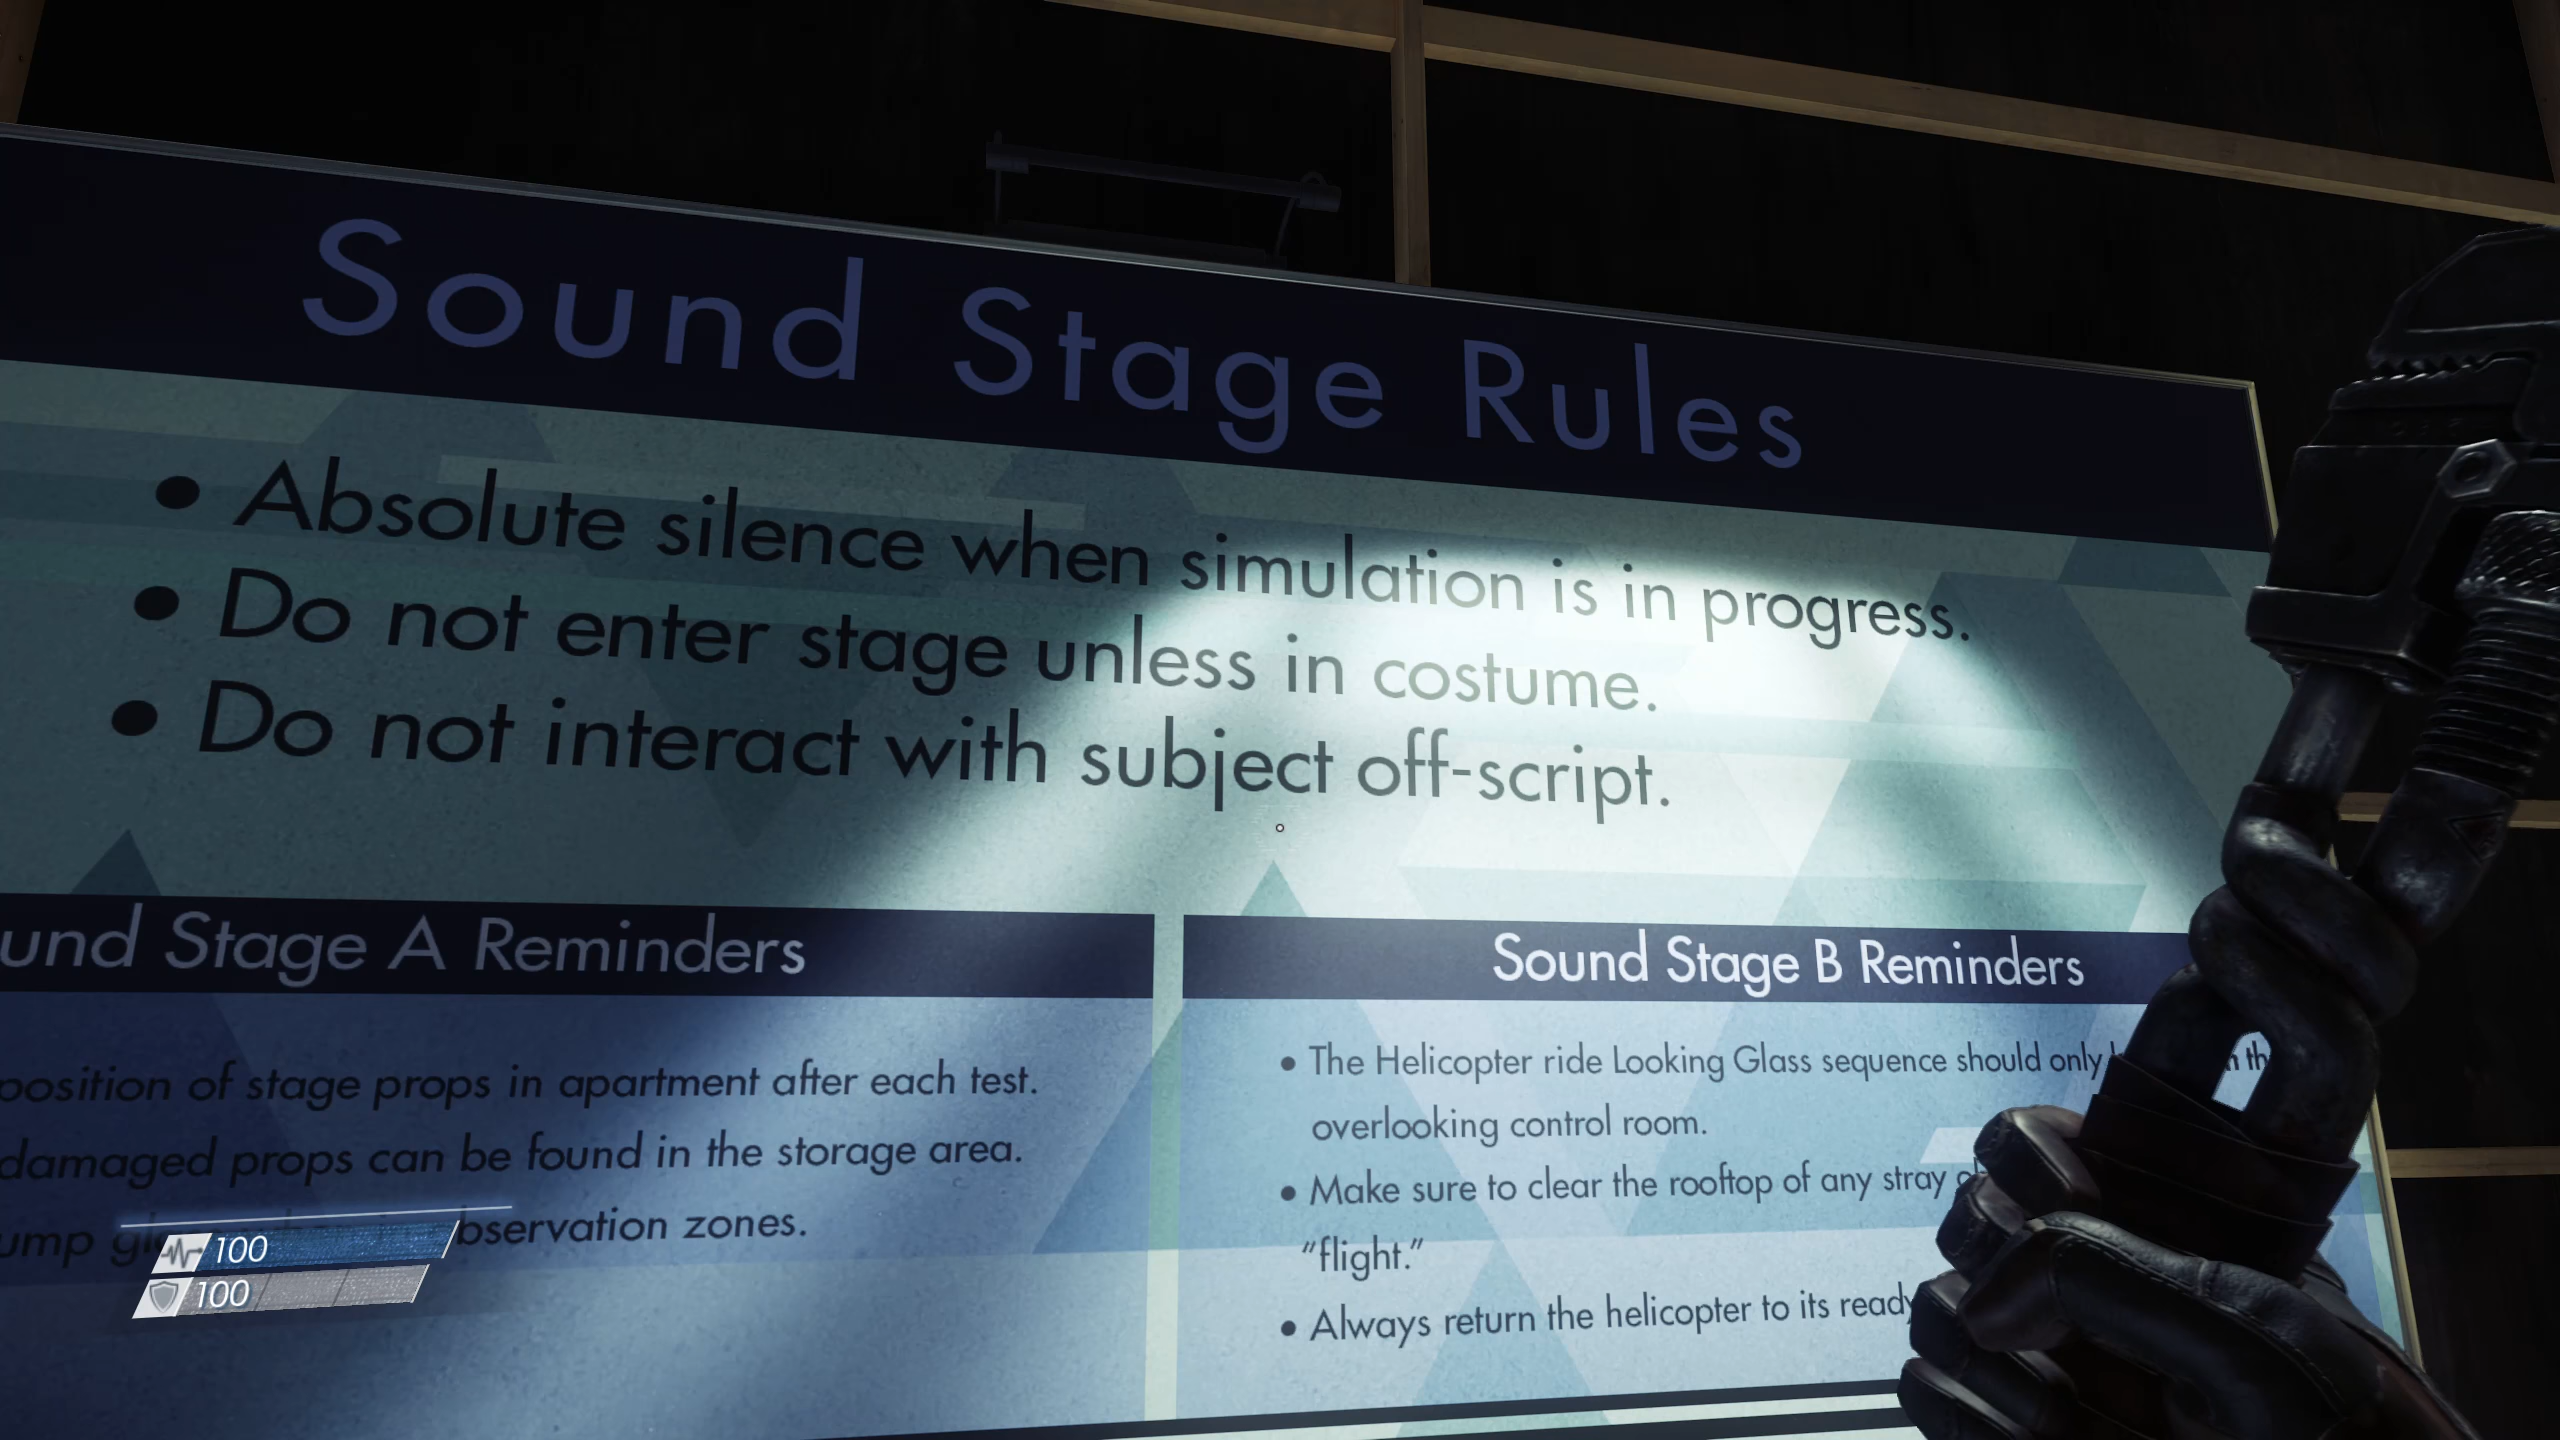 Sound Stage Rules
• Absolute silence when simulation is in progress.
• Do not enter stage unless in costume.
• Do not interact with subject off-script.
Stage A Reminders
position of stage props in apartment after each test.
damaged props can be found in the storage area.
observation zones.
Sound Stage B Reminders
• The Helicopter ride Looking Glass sequence should only
overlooking control room.
• Make sure to clear the rooftop of any stray
"flight."
• Always return the helicopter to its ready
100
100